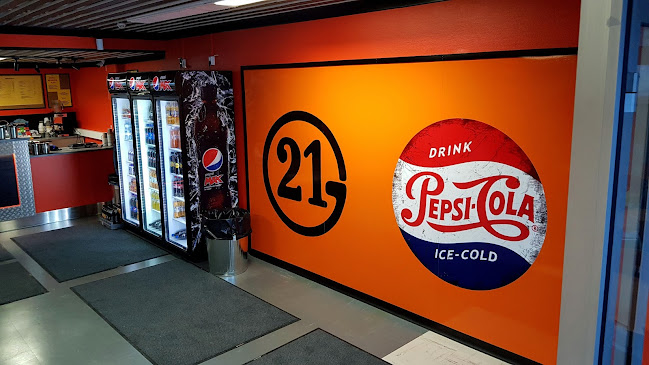 21
DRINK
PEPSI-COLA
ICE-COLD